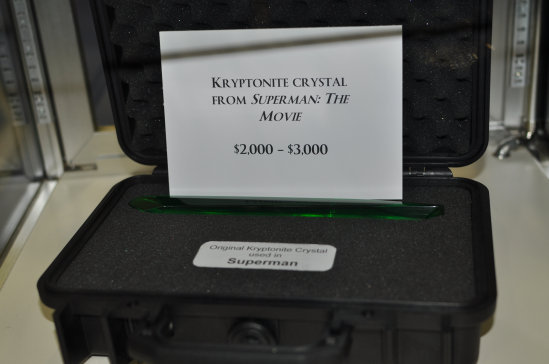 KRYPTONITE CRYSTAL
FROM SUPERMAN: THE
MOVIE
$2,000 – $3,000
Original Kryptonite Crystal
used in
Superman